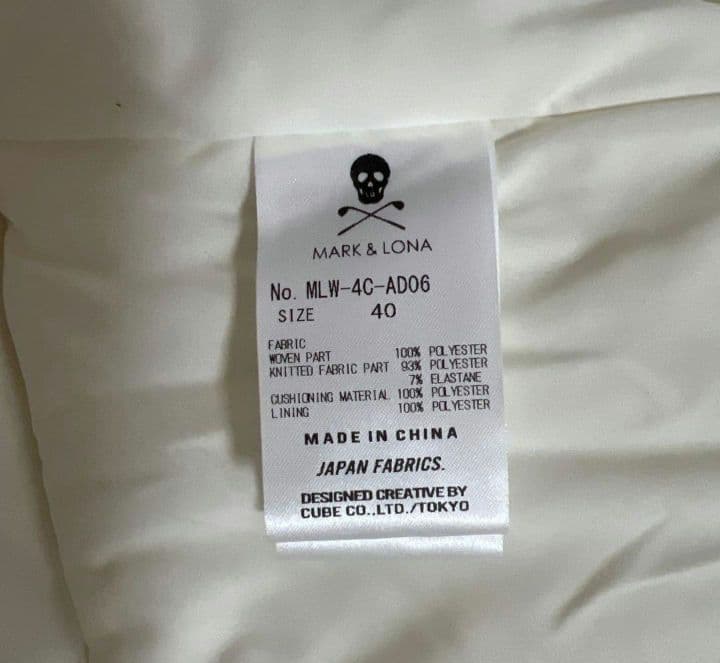 MARK & LONA
No. MLW-4C-AD06
SIZE 40
FABRIC
WOVEN PART 100% POLYESTER
KNITTED FABRIC PART 93% POLYESTER
7% ELASTANE
CUSHIONING MATERIAL 100% POLYESTER
LINING 100% POLYESTER
MADE IN CHINA
JAPAN FABRICS.
DESIGNED CREATIVE BY
CUBE CO.,LTD./TOKYO